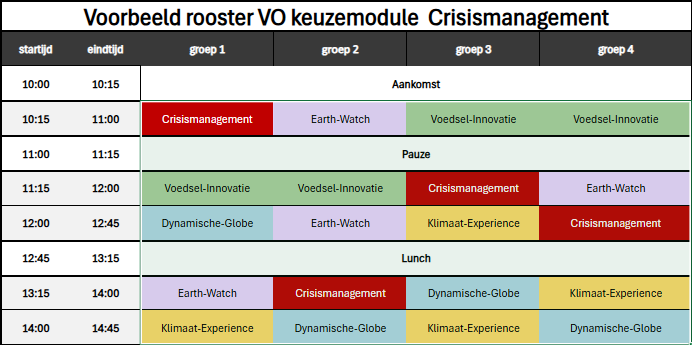 Voorbeeld rooster VO keuzemodule Crisismanagement
startijd eindtijd groep 1 groep 2 groep 3 groep 4
10:00 10:15 Aankomst
10:15 11:00 Crisismanagement Earth-Watch Voedsel-Innovatie Voedsel-Innovatie
11:00 11:15 Pauze
11:15 12:00 Voedsel-Innovatie Voedsel-Innovatie Crisismanagement Earth-Watch
12:00 12:45 Dynamische-Globe Earth-Watch Klimaat-Experience Crisismanagement
12:45 13:15 Lunch
13:15 14:00 Earth-Watch Crisismanagement Dynamische-Globe Klimaat-Experience
14:00 14:45 Klimaat-Experience Dynamische-Globe Klimaat-Experience Dynamische-Globe